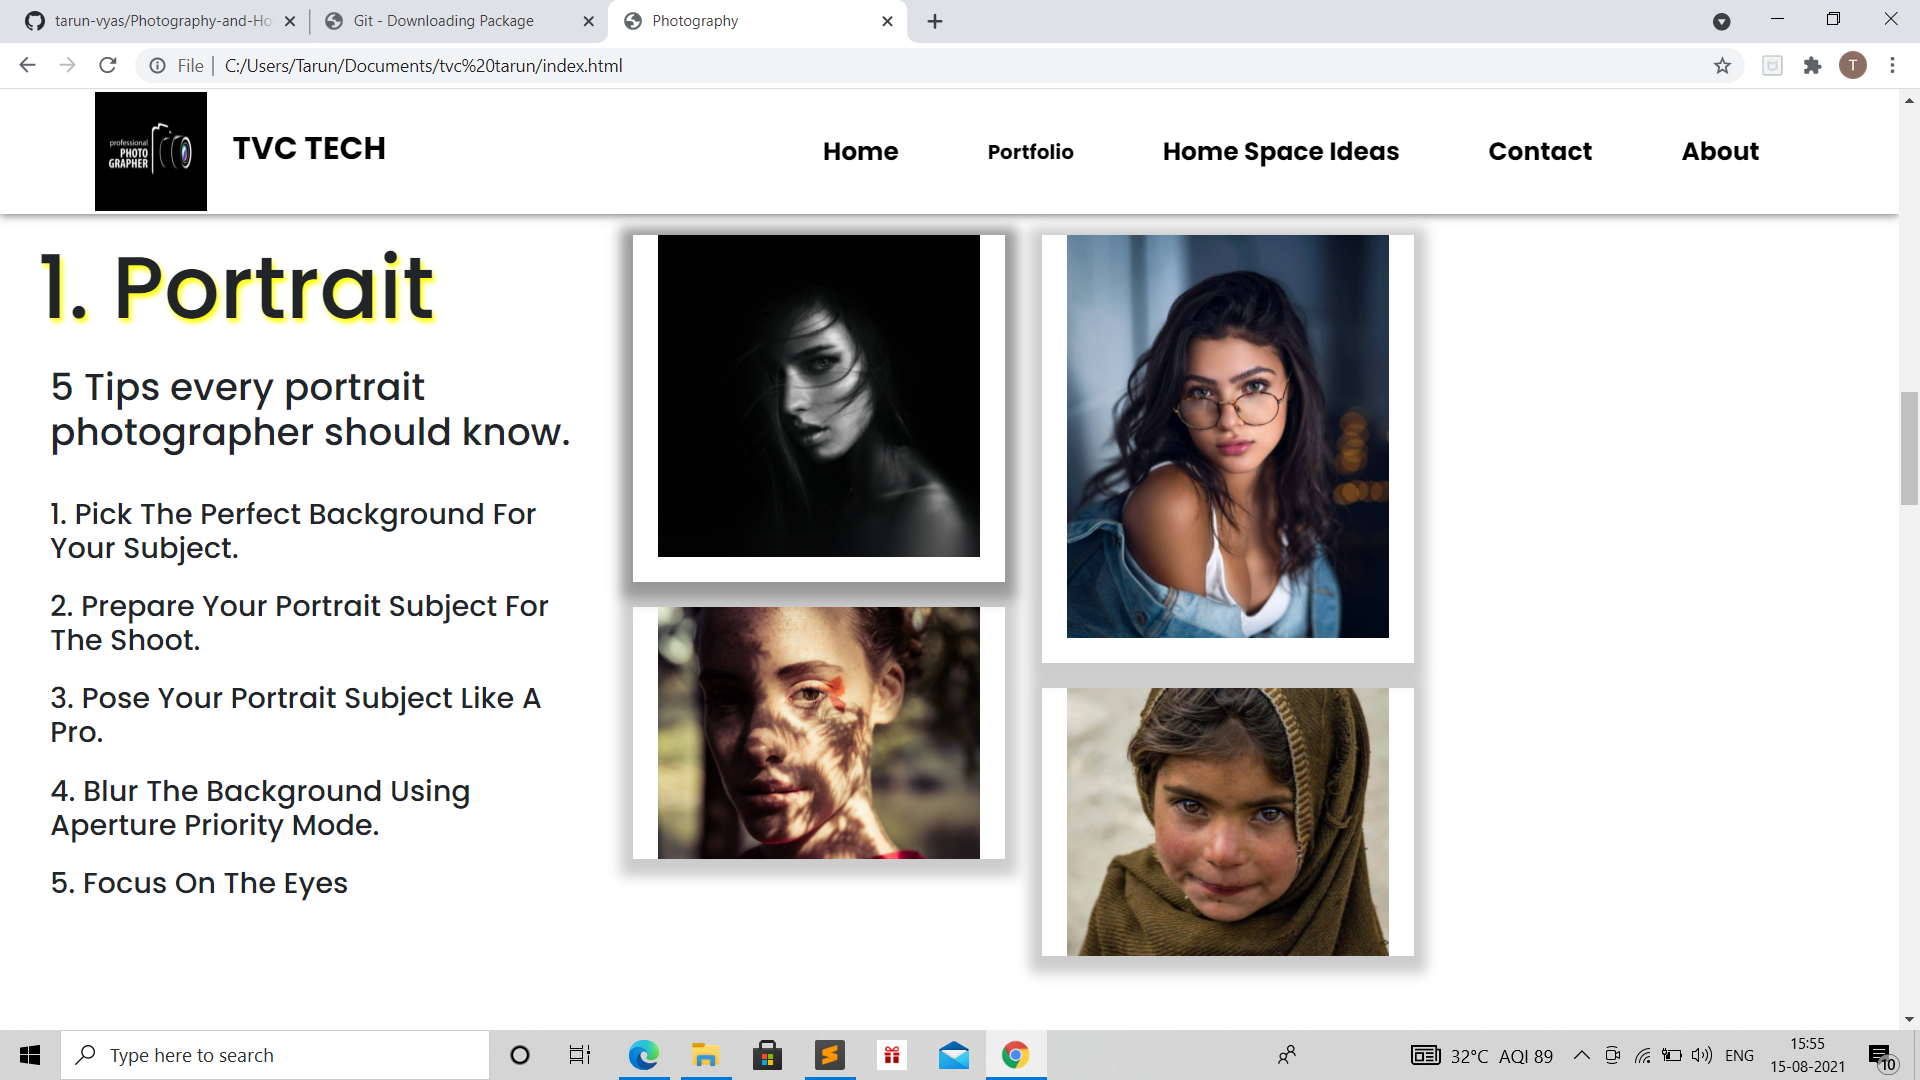 tarun-vyas/Photography-and-Ho
Git - Downloading Package
Photography
File
C:/Users/Tarun/Documents/tvc%20tarun/index.html
T
professional
PHOTO
GRAPHER
TVC TECH
Home
Portfolio
Home Space Ideas
Contact
About
1. Portrait
5 Tips every portrait
photographer should know.
1. Pick The Perfect Background For
Your Subject.
2. Prepare Your Portrait Subject For
The Shoot.
3. Pose Your Portrait Subject Like A
Pro.
4. Blur The Background Using
Aperture Priority Mode.
5. Focus On The Eyes
Type here to search
32°C AQI 89
ENG
15:55
15-08-2021
10